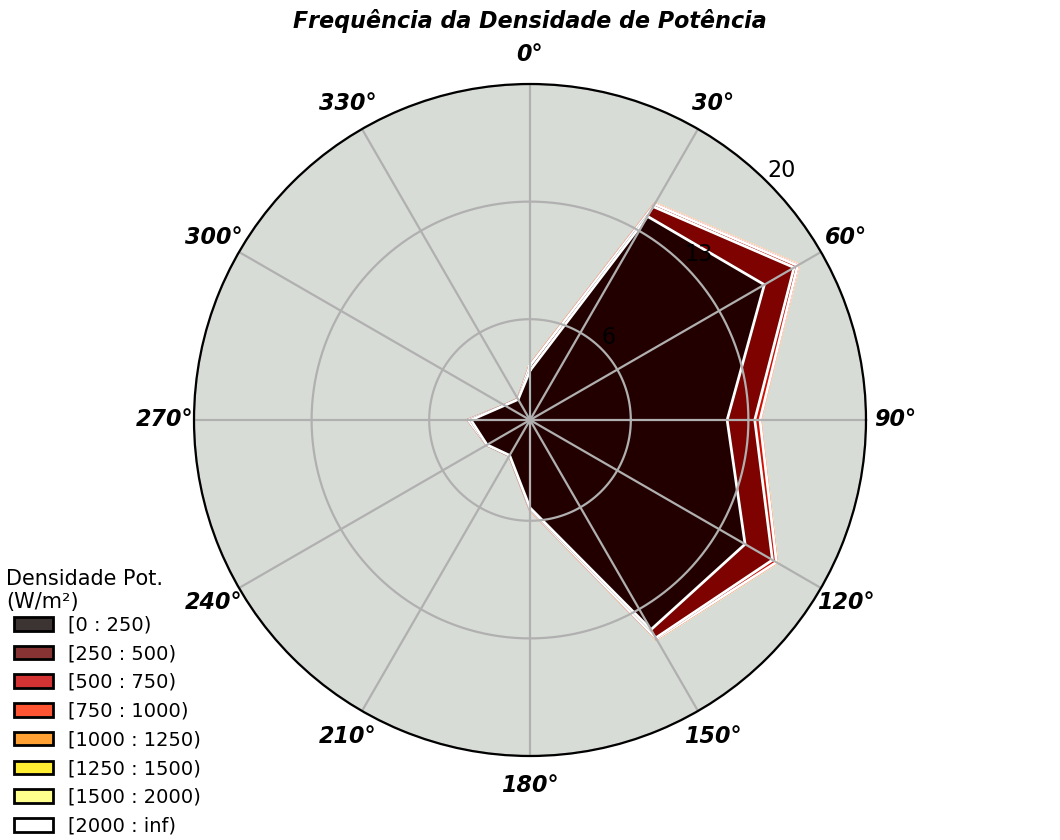 Frequência da Densidade de Potência
0°
330°
30°
20
300°
60°
13
6
270°
90°
240°
120°
210°
150°
180°
Densidade Pot.
(W/m²)
[0 : 250)
[250 : 500)
[500 : 750)
[750 : 1000)
[1000 : 1250)
[1250 : 1500)
[1500 : 2000)
[2000 : inf)